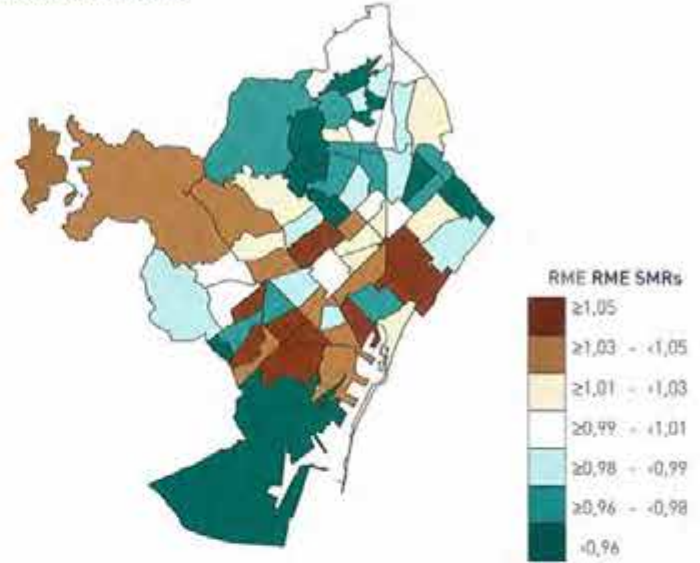 RME RME SMRs
≥1,05
≥1,03 - <1,05
≥1,01 - <1,03
≥0,99 - <1,01
≥0,98 - <0,99
≥0,96 - <0,98
<0,96